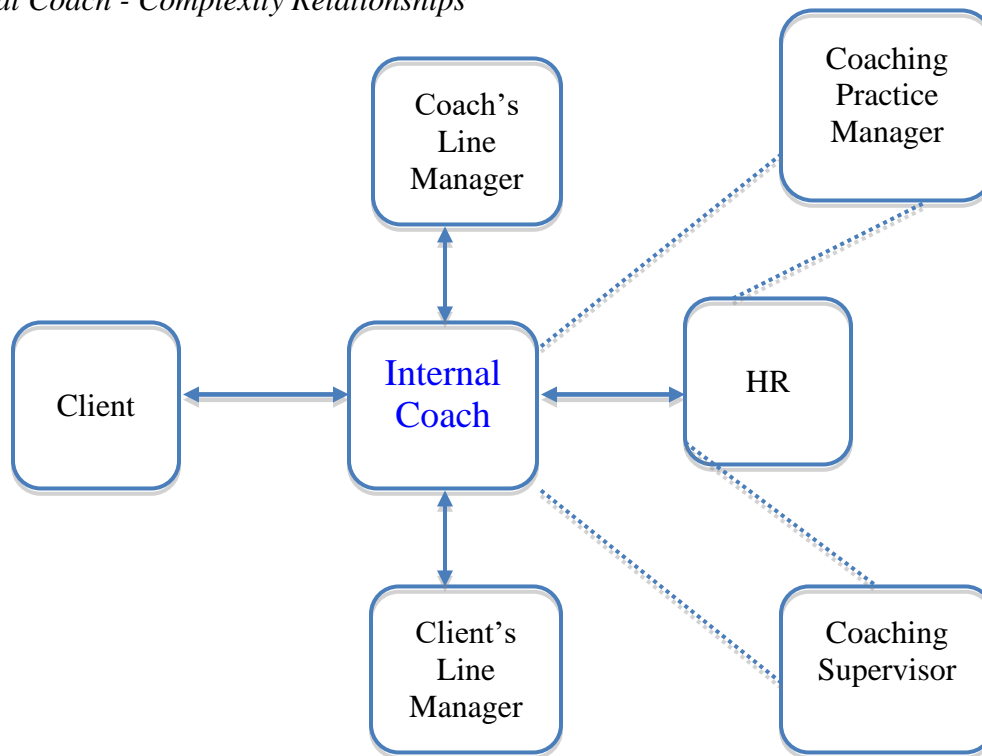 al Coach - Complexity Relationships
Coaching
Practice
Manager
Coach’s
Line
Manager
Client
Internal
Coach
HR
Client’s
Line
Manager
Coaching
Supervisor